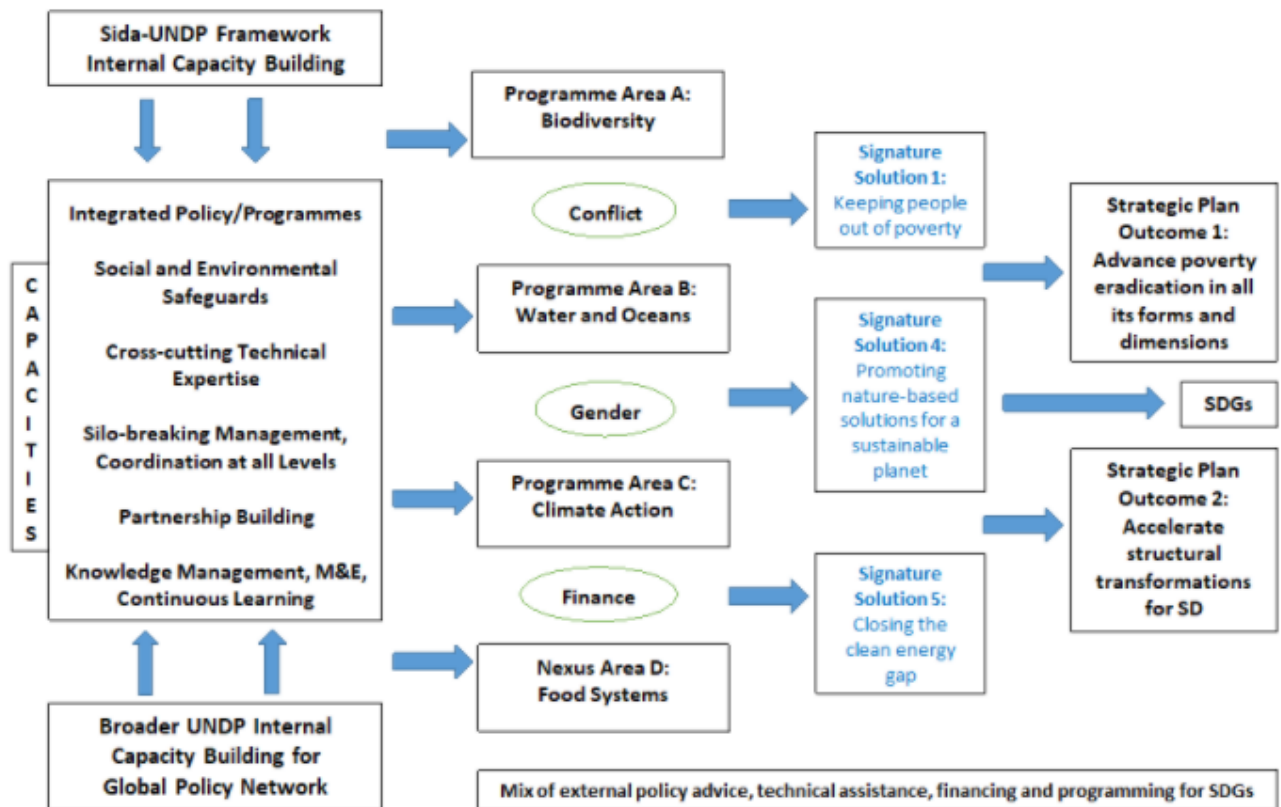 Sida-UNDP Framework
Internal Capacity Building
CAPACITIES
Integrated Policy/Programmes
Social and Environmental
Safeguards
Cross-cutting Technical
Expertise
Silo-breaking Management,
Coordination at all Levels
Partnership Building
Knowledge Management, M&E,
Continuous Learning
Broader UNDP Internal
Capacity Building for
Global Policy Network
Programme Area A:
Biodiversity
Conflict
Programme Area B:
Water and Oceans
Gender
Programme Area C:
Climate Action
Finance
Nexus Area D:
Food Systems
Signature
Solution 1:
Keeping people
out of poverty
Signature
Solution 4:
Promoting
nature-based
solutions for a
sustainable
planet
Signature
Solution 5:
Closing the
clean energy
gap
Strategic Plan
Outcome 1:
Advance poverty
eradication in all
its forms and
dimensions
SDGs
Strategic Plan
Outcome 2:
Accelerate
structural
transformations
for SD
Mix of external policy advice, technical assistance, financing and programming for SDGs